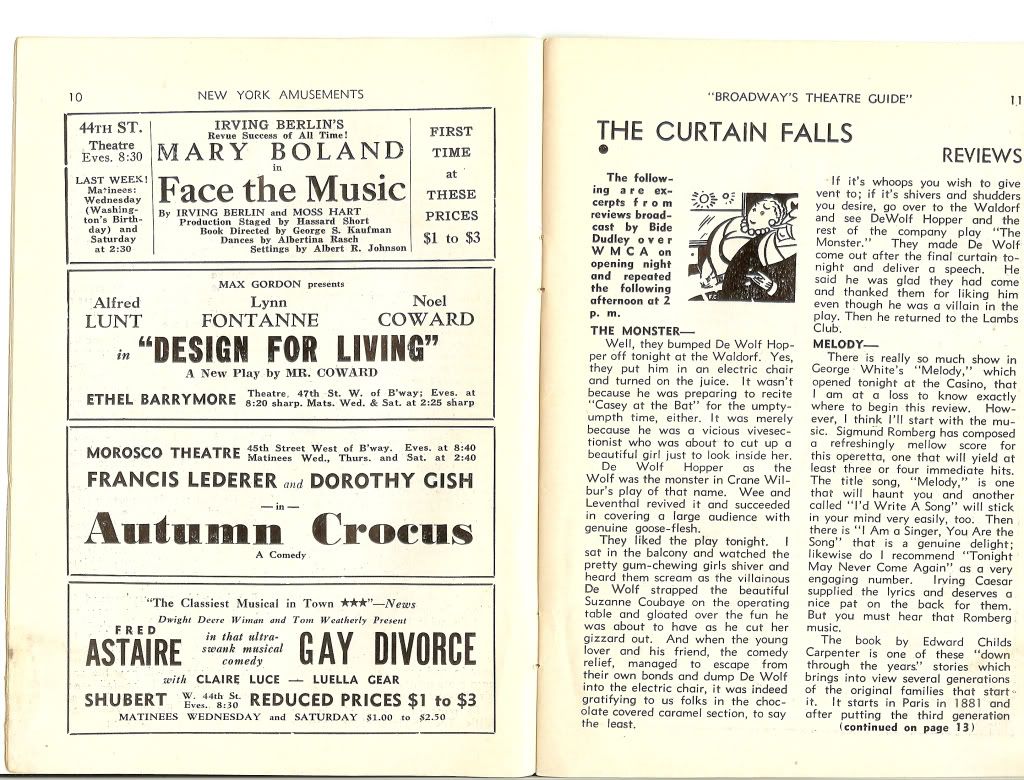 10
NEW YORK AMUSEMENTS
44TH ST.
Theatre
Eves. 8:30
LAST WEEK!
Matinees:
Wednesday
(Washing-
ton's Birth-
day) and
Saturday
at 2:30
IRVING BERLIN'S
Revue Success of All Time!
MARY BOLAND
in
Face the Music
By IRVING BERLIN and MOSS HART
Production Staged by Hassard Short
Book Directed by George S. Kaufman
Dances by Albertina Rasch
Settings by Albert R. Johnson
FIRST
TIME
at
THESE
PRICES
$1 to $3
MAX GORDON presents
Alfred Lynn Noel
LUNT FONTANNE COWARD
in "DESIGN FOR LIVING"
A New Play by MR. COWARD
ETHEL BARRYMORE Theatre, 47th St. W. of B'way; Eves. at
8:20 sharp. Mats. Wed. & Sat. at 2:25 sharp
MOROSCO THEATRE 45th Street West of B'way. Eves. at 8:40
Matinees Wed., Thurs. and Sat. at 2:40
FRANCIS LEDERER and DOROTHY GISH
— in —
Autumn Crocus
A Comedy
"The Classiest Musical in Town ★★★"—News
Dwight Deere Wiman and Tom Weatherly Present
FRED
ASTAIRE
in that ultra-
swank musical
comedy
GAY DIVORCE
with CLAIRE LUCE — LUELLA GEAR
SHUBERT W. 44th St.
Eves. 8:30 REDUCED PRICES $1 to $3
MATINEES WEDNESDAY and SATURDAY $1.00 to $2.50
"BROADWAY'S THEATRE GUIDE"
11
THE CURTAIN FALLS
REVIEWS
The follow-
ing are ex-
cerpts from
reviews broad-
cast by Bide
Dudley over
WMCA on
opening night
and repeated
the following
afternoon at 2
p. m.
THE MONSTER—
Well, they bumped De Wolf Hop-
per off tonight at the Waldorf. Yes,
they put him in an electric chair
and turned on the juice. It wasn't
because he was preparing to recite
"Casey at the Bat" for the umpty-
umpth time, either. It was merely
because he was a vicious vivesec-
tionist who was about to cut up a
beautiful girl just to look inside her.
De Wolf Hopper as the
Wolf was the monster in Crane Wil-
bur's play of that name. Wee and
Leventhal revived it and succeeded
in covering a large audience with
genuine goose-flesh.
They liked the play tonight. I
sat in the balcony and watched the
pretty gum-chewing girls shiver and
heard them scream as the villainous
De Wolf strapped the beautiful
Suzanne Coubaye on the operating
table and gloated over the fun he
was about to have as he cut her
gizzard out. And when the young
lover and his friend, the comedy
relief, managed to escape from
their own bonds and dump De Wolf
into the electric chair, it was indeed
gratifying to us folks in the choc-
olate covered caramel section, to say
the least.
If it's whoops you wish to give
vent to; if it's shivers and shudders
you desire, go over to the Waldorf
and see DeWolf Hopper and the
rest of the company play "The
Monster." They made De Wolf
come out after the final curtain to-
night and deliver a speech. He
said he was glad they had come
and thanked them for liking him
even though he was a villain in the
play. Then he returned to the Lambs
Club.
MELODY—
There is really so much show in
George White's "Melody," which
opened tonight at the Casino, that
I am at a loss to know exactly
where to begin this review. How-
ever, I think I'll start with the mu-
sic. Sigmund Romberg has composed
a refreshingly mellow score for
this operetta, one that will yield at
least three or four immediate hits.
The title song, "Melody," is one
that will haunt you and another
called "I'd Write A Song" will stick
in your mind very easily, too. Then
there is "I Am a Singer, You Are the
Song" that is a genuine delight;
likewise do I recommend "Tonight
May Never Come Again" as a very
engaging number. Irving Caesar
supplied the lyrics and deserves a
nice pat on the back for them.
But you must hear that Romberg
music.
The book by Edward Childs
Carpenter is one of these "down
through the years" stories which
brings into view several generations
of the original families that start
it. It starts in Paris in 1881 and
after putting the third generation
(continued on page 13)